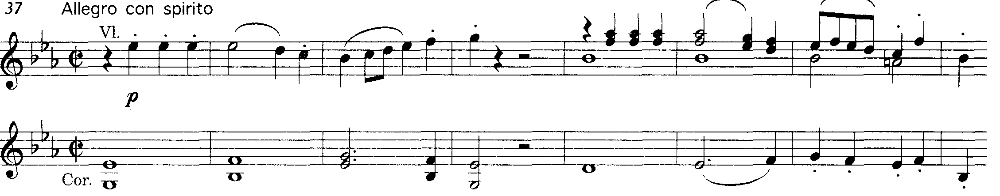 37 Allegro con spirito
Vl.
p
Cor.